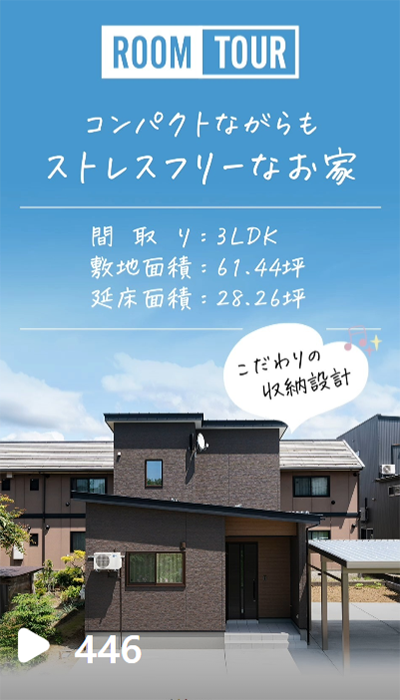 ROOM TOUR
コンパクトながらも
ストレスフリーなお家
間取り：3LDK
敷地面積：61.44坪
延床面積：28.26坪
こだわりの
収納設計
446